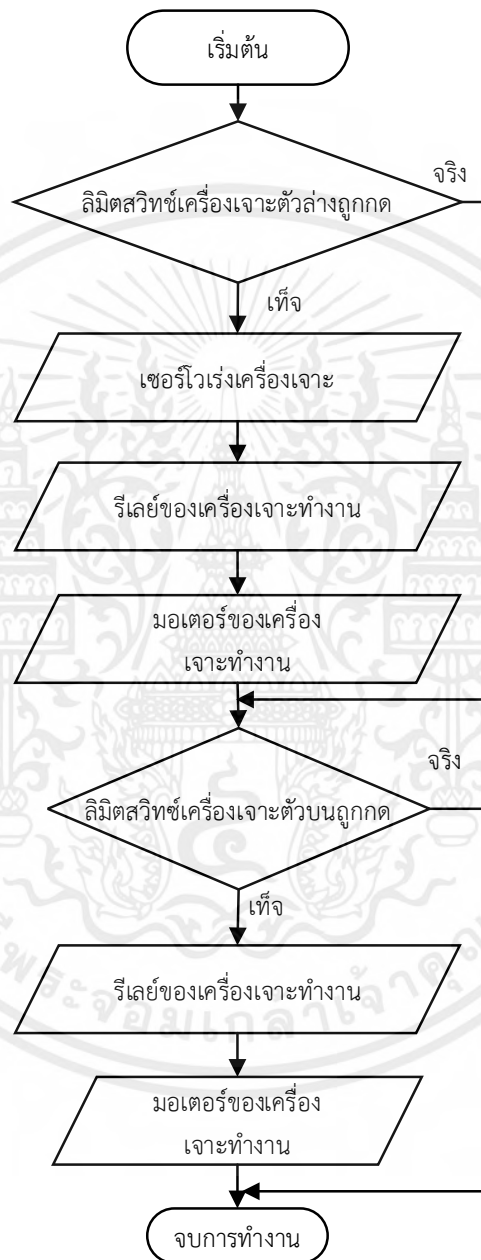 เริ่มต้น
จริง
ลิมิตสวิทช์เครื่องเจาะตัวล่างถูกกด
เท็จ
เซอร์โวเร่งเครื่องเจาะ
รีเลย์ของเครื่องเจาะทำงาน
มอเตอร์ของเครื่อง
เจาะทำงาน
จริง
ลิมิตสวิทช์เครื่องเจาะตัวบนถูกกด
เท็จ
รีเลย์ของเครื่องเจาะทำงาน
มอเตอร์ของเครื่อง
เจาะทำงาน
จบการทำงาน